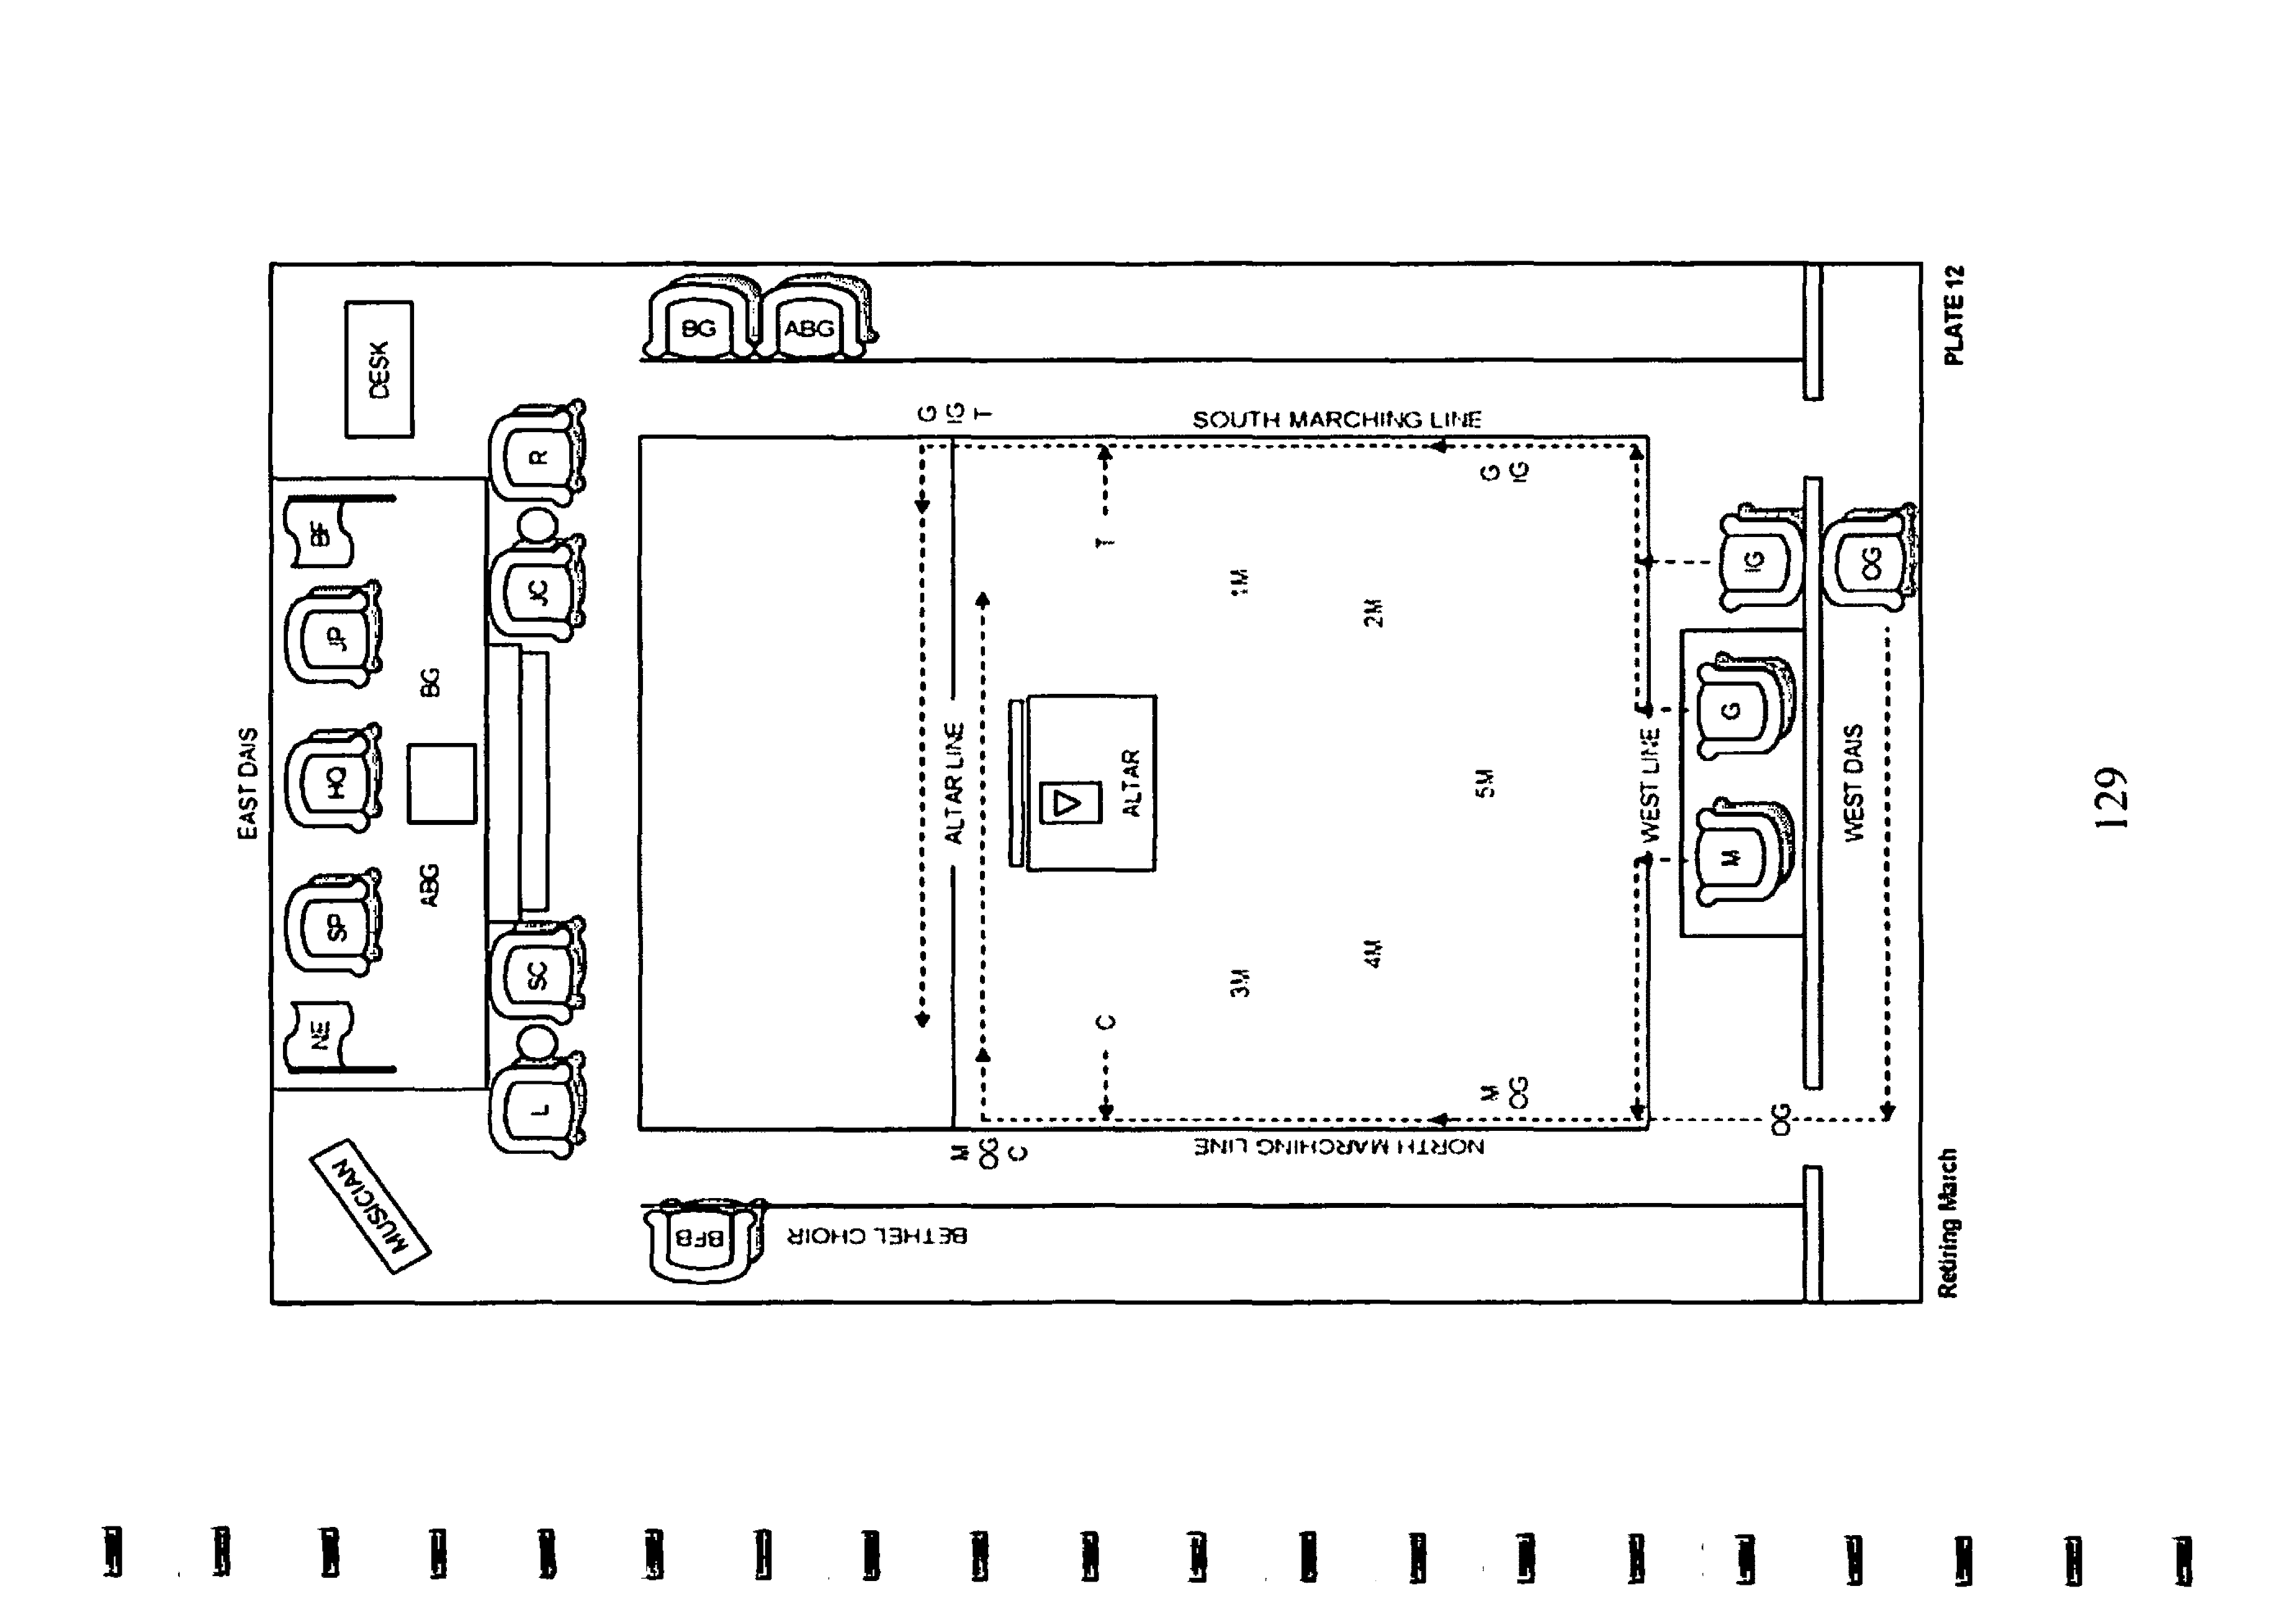 EAST DAIS
NE
SP
HQ
JP
BF
DESK
ABG
BG
MUSICIAN
L
SC
JC
R
BFB
BETHEL CHOIR
BG
ABG
ALTAR LINE
M
OG
C
G
IG
T
C
T
ALTAR
3M
1M
4M
2M
5M
NORTH MARCHING LINE
SOUTH MARCHING LINE
M
OG
G
IG
WEST LINE
M
G
IG
OG
OG
WEST DAIS
Retiring March
PLATE 12
129